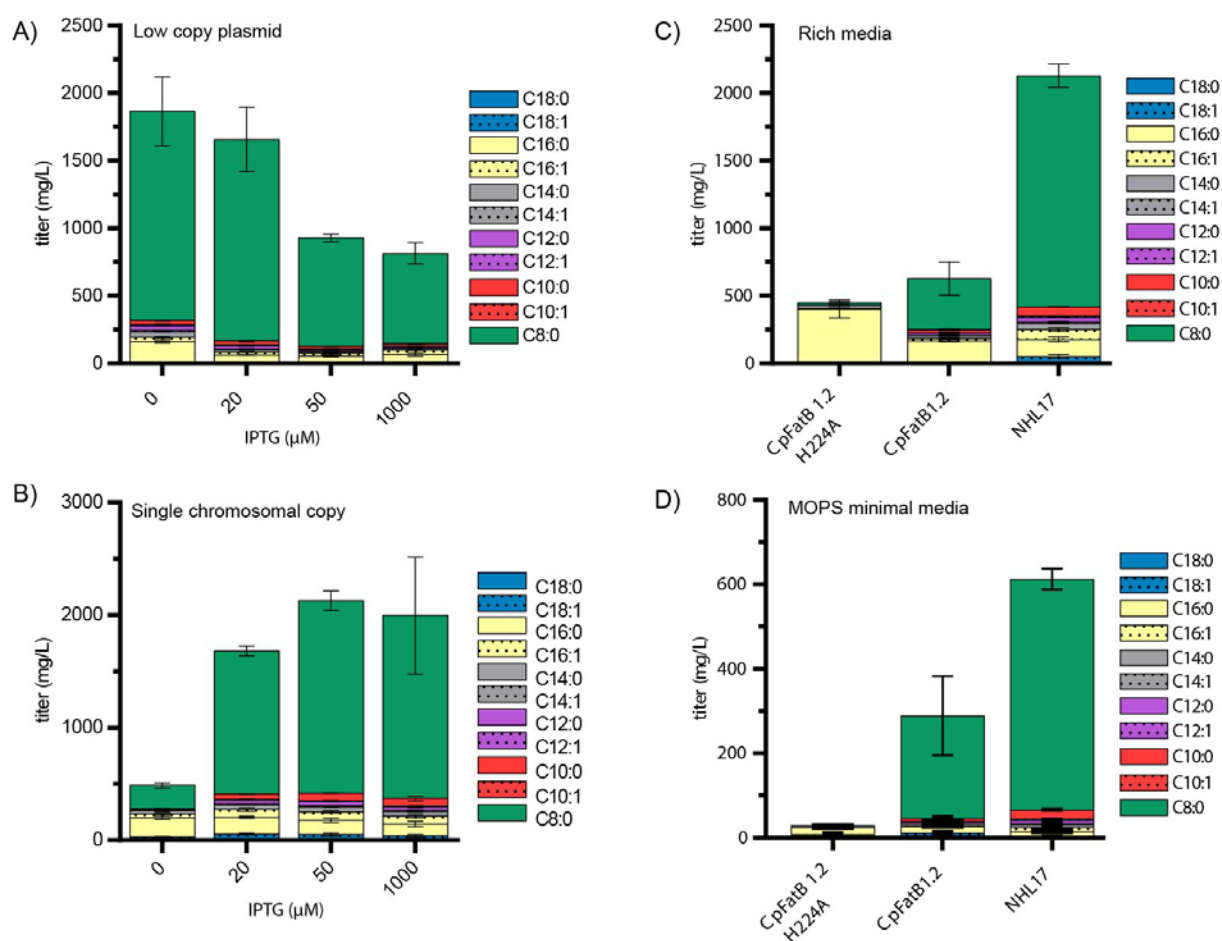 A)
Low copy plasmid
2500
2000
1500
1000
500
0
titer (mg/L)
0
20
50
1000
IPTG (µM)
C18:0
C18:1
C16:0
C16:1
C14:0
C14:1
C12:0
C12:1
C10:0
C10:1
C8:0
B)
Single chromosomal copy
3000
2000
1000
0
titer (mg/L)
0
20
50
1000
IPTG (µM)
C18:0
C18:1
C16:0
C16:1
C14:0
C14:1
C12:0
C12:1
C10:0
C10:1
C8:0
C)
Rich media
2500
2000
1500
1000
500
0
titer (mg/L)
CpFatB 1.2
H224A
CpFatB1.2
NHL17
C18:0
C18:1
C16:0
C16:1
C14:0
C14:1
C12:0
C12:1
C10:0
C10:1
C8:0
D)
MOPS minimal media
800
600
400
200
0
titer (mg/L)
CpFatB 1.2
H224A
CpFatB1.2
NHL17
C18:0
C18:1
C16:0
C16:1
C14:0
C14:1
C12:0
C12:1
C10:0
C10:1
C8:0